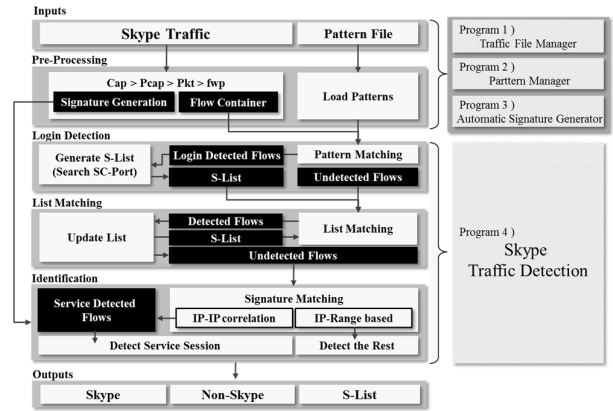 Inputs
Skype Traffic
Pattern File
Pre-Processing
Cap > Pcap > Pkt > fwp
Signature Generation
Flow Container
Load Patterns
Login Detection
Generate S-List
(Search SC-Port)
Login Detected Flows
Pattern Matching
S-List
Undetected Flows
List Matching
Update List
Detected Flows
List Matching
S-List
Undetected Flows
Identification
Service Detected
Flows
Signature Matching
IP-IP correlation
IP-Range based
Detect Service Session
Detect the Rest
Outputs
Skype
Non-Skype
S-List
Program 1 )
Traffic File Manager
Program 2 )
Parttern Manager
Program 3 )
Automatic Signature Generator
Program 4 )
Skype
Traffic Detection